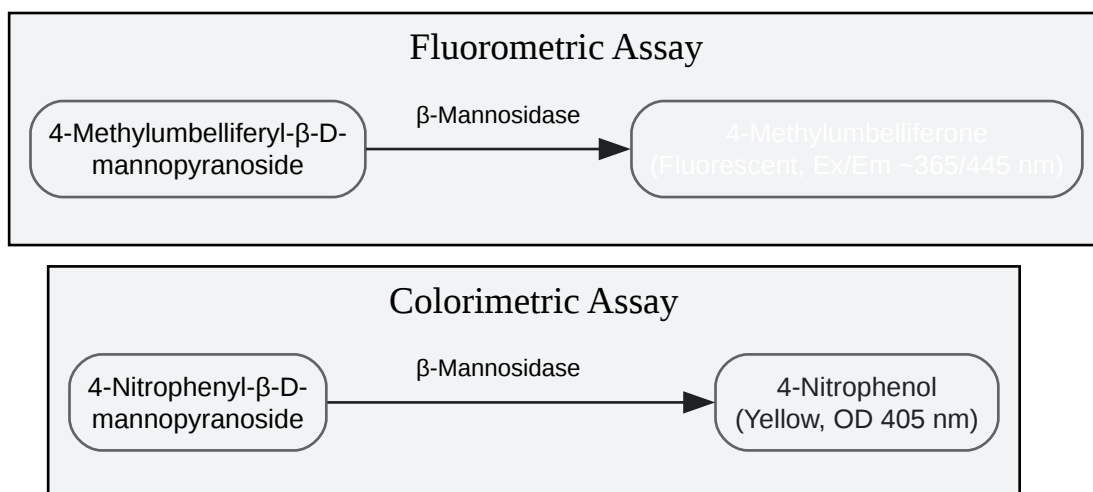 Fluorometric Assay
4-Methylumbelliferyl-β-D-
mannopyranoside
β-Mannosidase
4-Methylumbelliferone
(Fluorescent, Ex/Em ~365/445 nm)
Colorimetric Assay
4-Nitrophenyl-β-D-
mannopyranoside
β-Mannosidase
4-Nitrophenol
(Yellow, OD 405 nm)